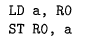 LD a, R0
ST R0, a